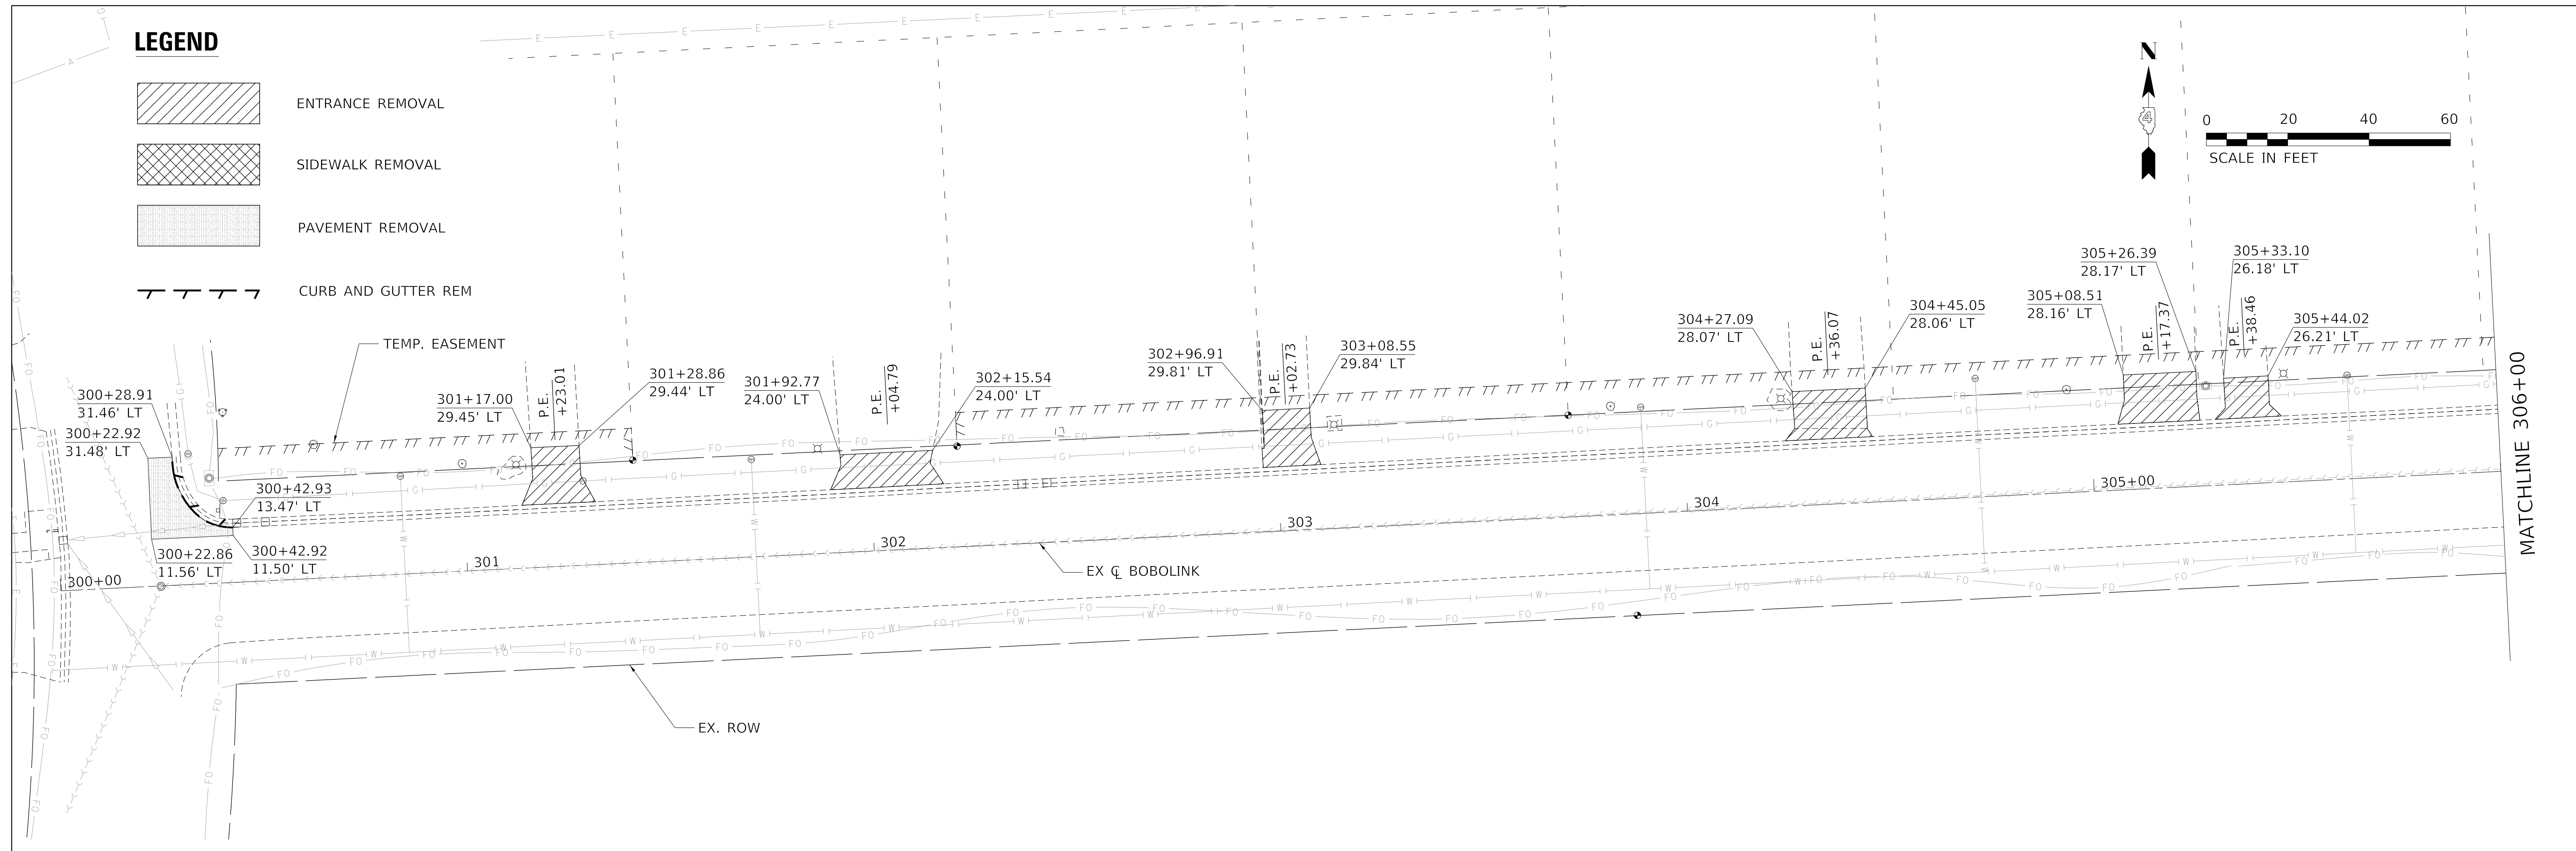 LEGEND
ENTRANCE REMOVAL
SIDEWALK REMOVAL
PAVEMENT REMOVAL
CURB AND GUTTER REM
N
4
0 20 40 60
SCALE IN FEET
TEMP. EASEMENT
300+28.91
31.46' LT
300+22.92
31.48' LT
300+42.93
13.47' LT
300+22.86
11.56' LT
300+42.92
11.50' LT
300+00
301+17.00
29.45' LT
P.E.
+23.01
301+28.86
29.44' LT
301+92.77
24.00' LT
P.E.
+04.79
302+15.54
24.00' LT
302+96.91
29.81' LT
P.E.
+02.73
303+08.55
29.84' LT
304+27.09
28.07' LT
P.E.
+36.07
304+45.05
28.06' LT
305+08.51
28.16' LT
305+26.39
28.17' LT
P.E.
+17.37
305+33.10
26.18' LT
P.E.
+38.46
305+44.02
26.21' LT
301
302
303
304
305+00
EX ℄ BOBOLINK
EX. ROW
MATCHLINE 306+00